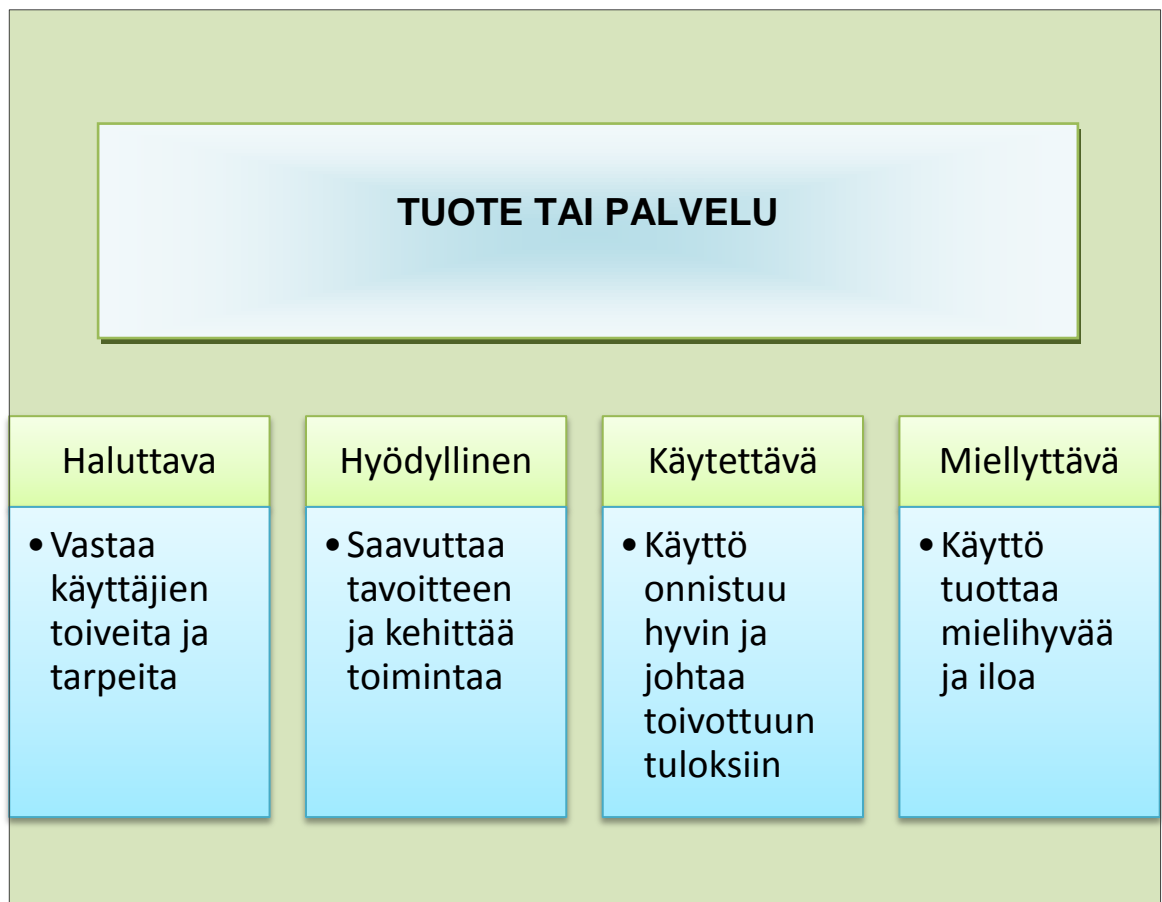 TUOTE TAI PALVELU
Haluttava
• Vastaa
käyttäjien
toiveita ja
tarpeita
Hyödyllinen
• Saavuttaa
tavoitteen
ja kehittää
toimintaa
Käytettävä
• Käyttö
onnistuu
hyvin ja
johtaa
toivottuun
tuloksiin
Miellyttävä
• Käyttö
tuottaa
mielihyvää
ja iloa